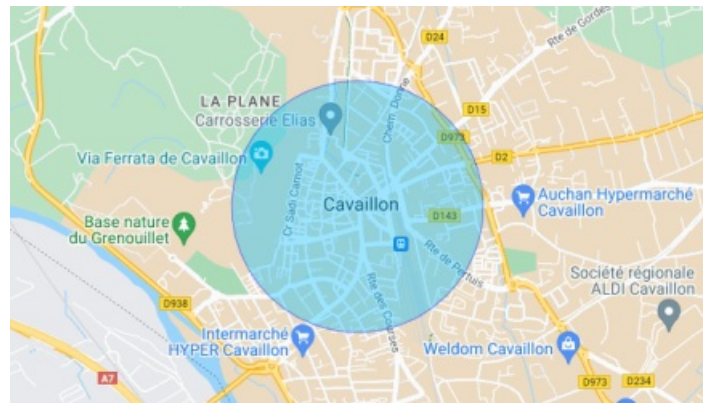 D24
Rte de Gordes
LA PLANE
Carrosserie Elias
Chem. Donné
D15
D973
Via Ferrata de Cavaillon
D2
Cr Sadi Carnot
Cavaillon
Auchan Hypermarché
Cavaillon
D143
Base nature
du Grenouillet
Rte de Pertuis
Société régionale
ALDI Cavaillon
Rte des Courses
D938
Intermarché
HYPER Cavaillon
Weldom Cavaillon
A7
D973
D234